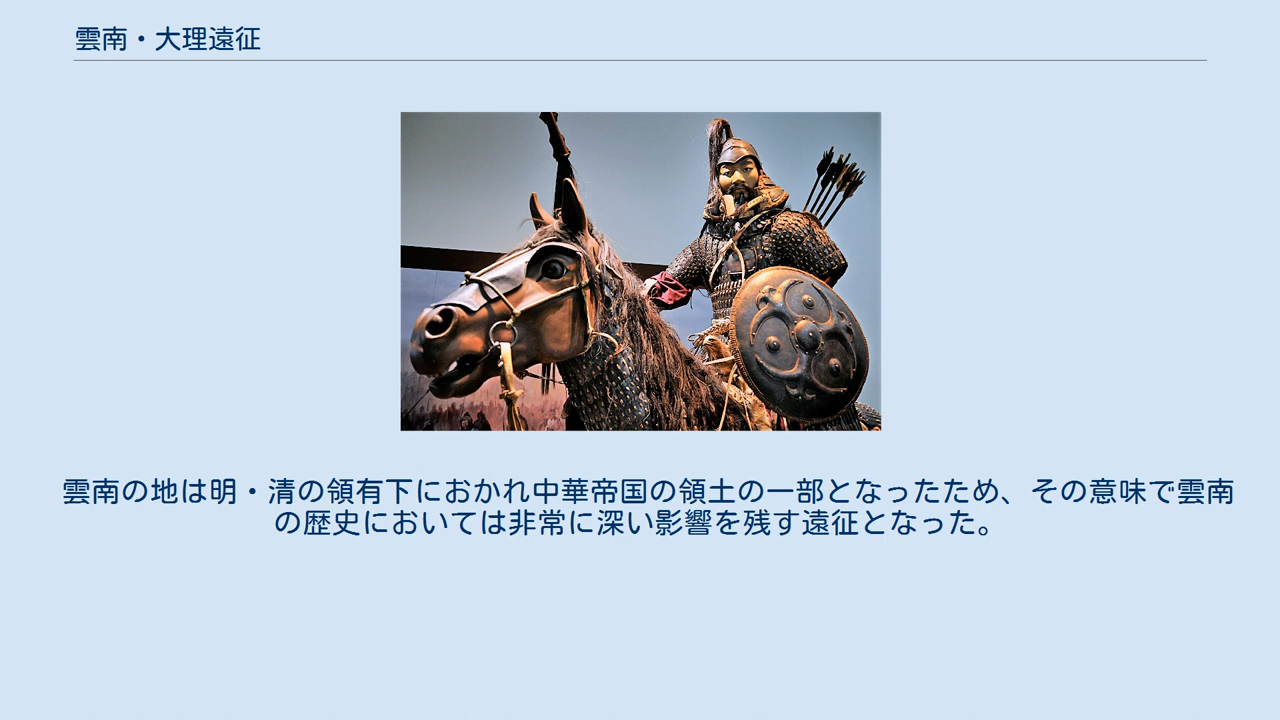 雲南・大理遠征
雲南の地は明・清の領有下におかれ中華帝国の領土の一部となったため、その意味で雲南
の歴史においては非常に深い影響を残す遠征となった。